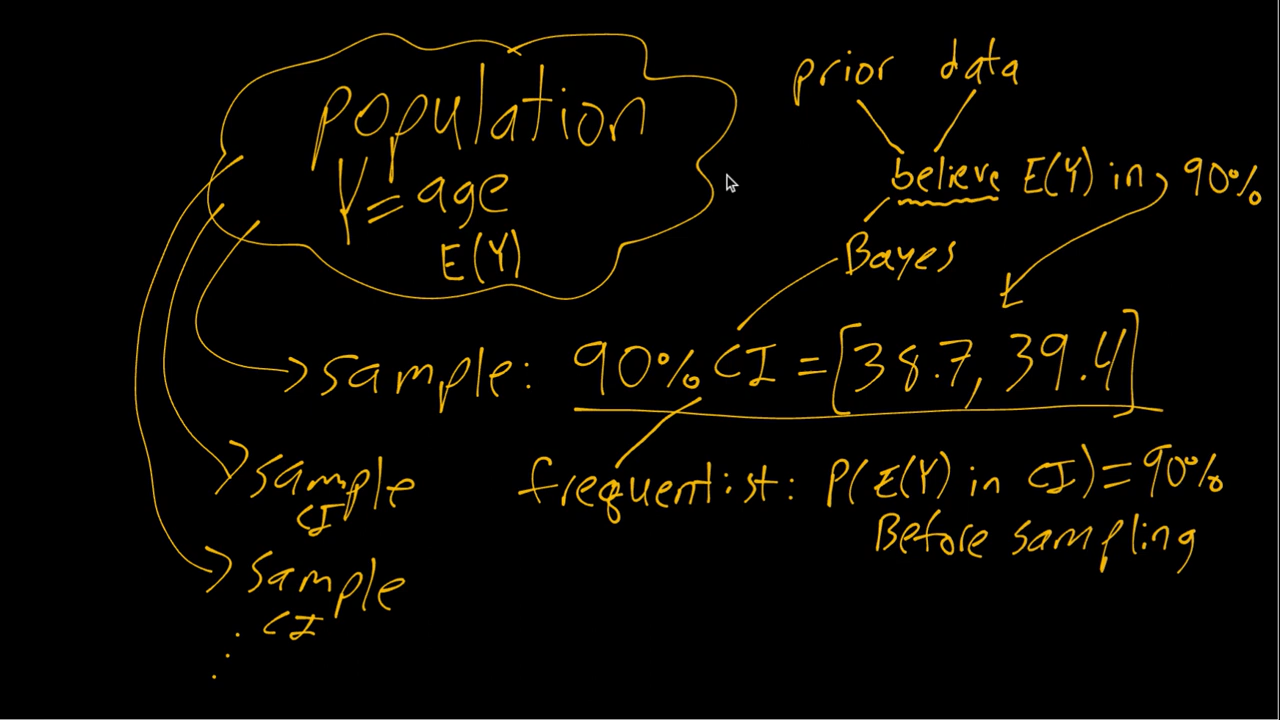 population
Y = age
E(Y)
prior data
believe E(Y) in, 90%
Bayes
sample: 90% CI = [38.7, 39.4]
sample
CI
frequentist: P(E(Y) in CI) = 90%
Before sampling
sample
CI